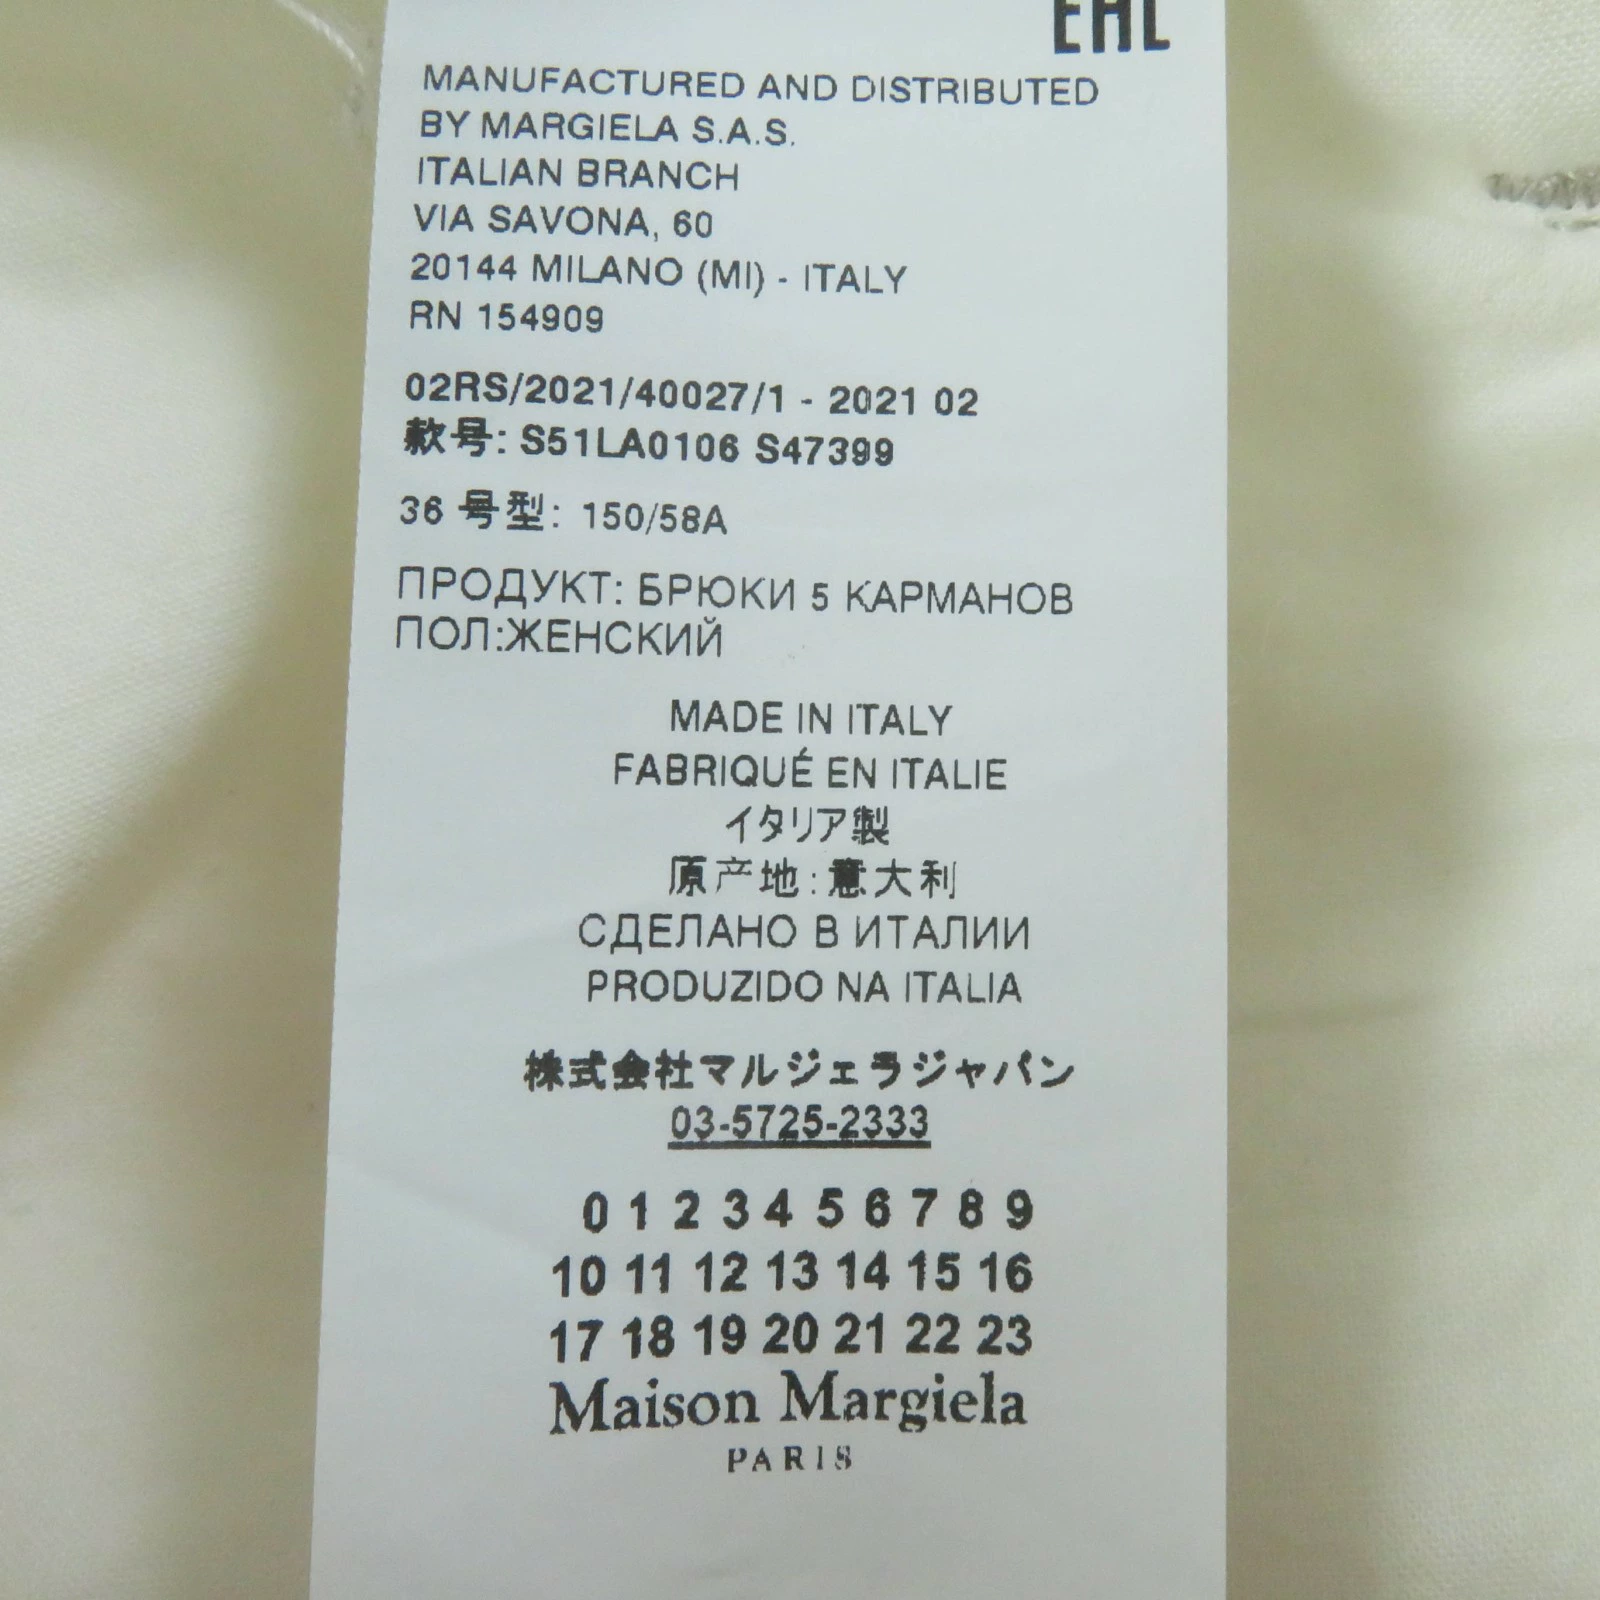 EAC
MANUFACTURED AND DISTRIBUTED
BY MARGIELA S.A.S.
ITALIAN BRANCH
VIA SAVONA, 60
20144 MILANO (MI) - ITALY
RN 154909
02RS/2021/40027/1 - 2021 02
款号: S51LA0106 S47399
36 号型: 150/58A
ПРОДУКТ: БРЮКИ 5 КАРМАНОВ
ПОЛ:ЖЕНСКИЙ
MADE IN ITALY
FABRIQUÉ EN ITALIE
イタリア製
原产地: 意大利
СДЕЛАНО В ИТАЛИИ
PRODUZIDO NA ITALIA
株式会社マルジェラジャパン
03-5725-2333
0 1 2 3 4 5 6 7 8 9
10 11 12 13 14 15 16
17 18 19 20 21 22 23
Maison Margiela
PARIS